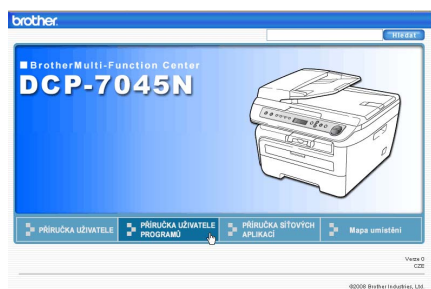 brother.
Hledat
BrotherMulti-Function Center
DCP-7045N
PŘÍRUČKA UŽIVATELE
PŘÍRUČKA UŽIVATELE
PROGRAMŮ
PŘÍRUČKA SÍŤOVÝCH
APLIKACÍ
Mapa umístění
Verze 0
CZE
©2008 Brother Industries, Ltd.